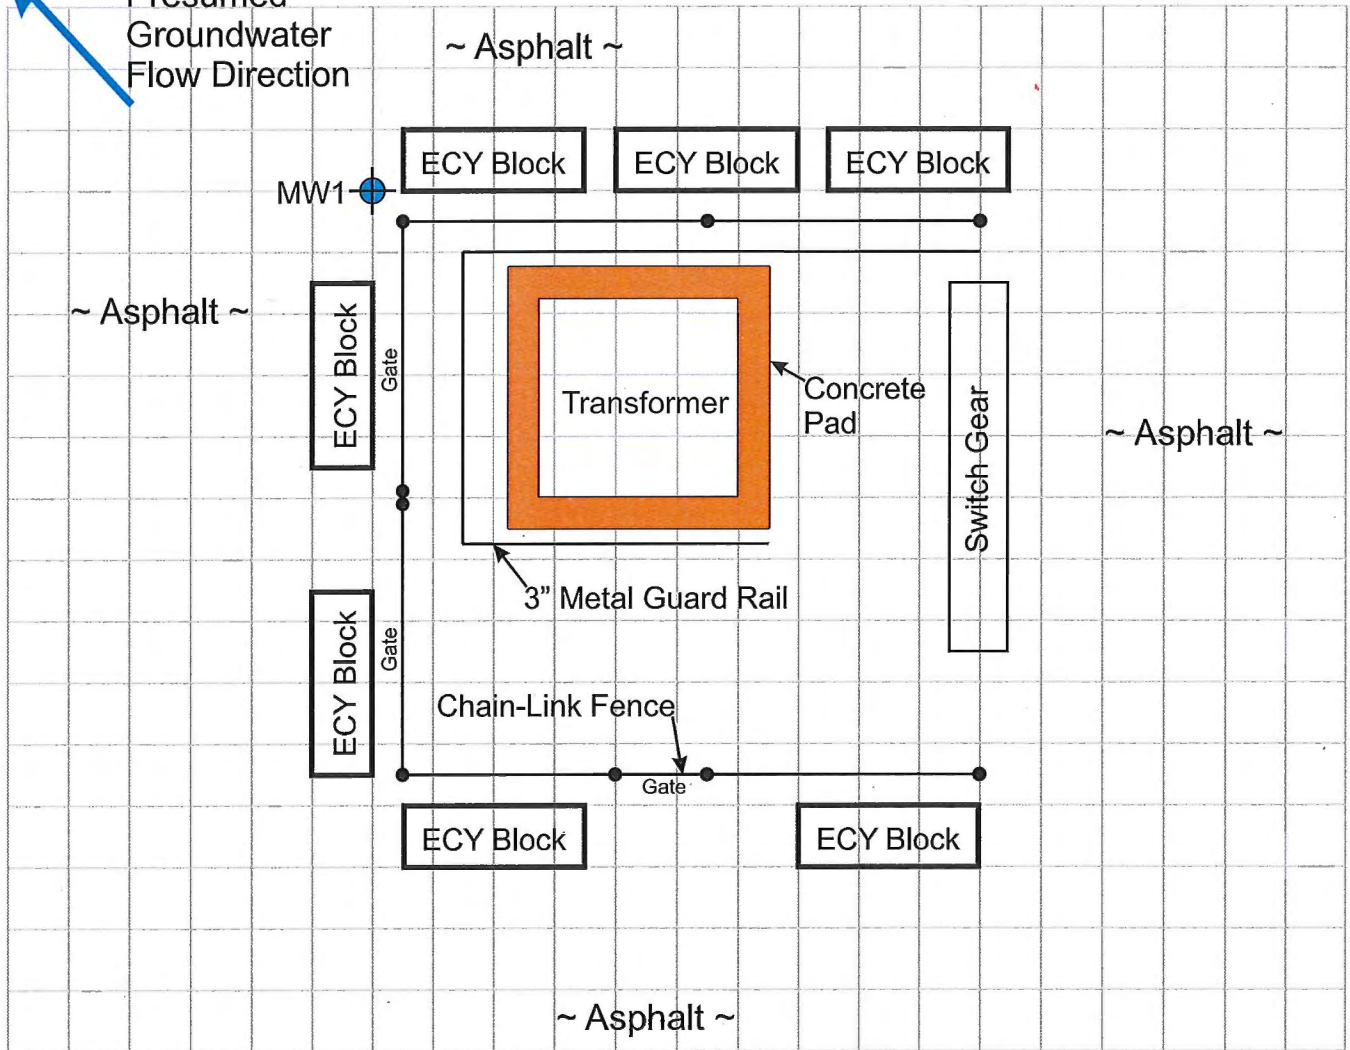 Presumed
Groundwater
Flow Direction
~ Asphalt ~
ECY Block
ECY Block
ECY Block
MW1
~ Asphalt ~
ECY Block
Gate
Transformer
Concrete
Pad
Switch Gear
~ Asphalt ~
3” Metal Guard Rail
ECY Block
Gate
Chain-Link Fence
Gate
ECY Block
ECY Block
~ Asphalt ~